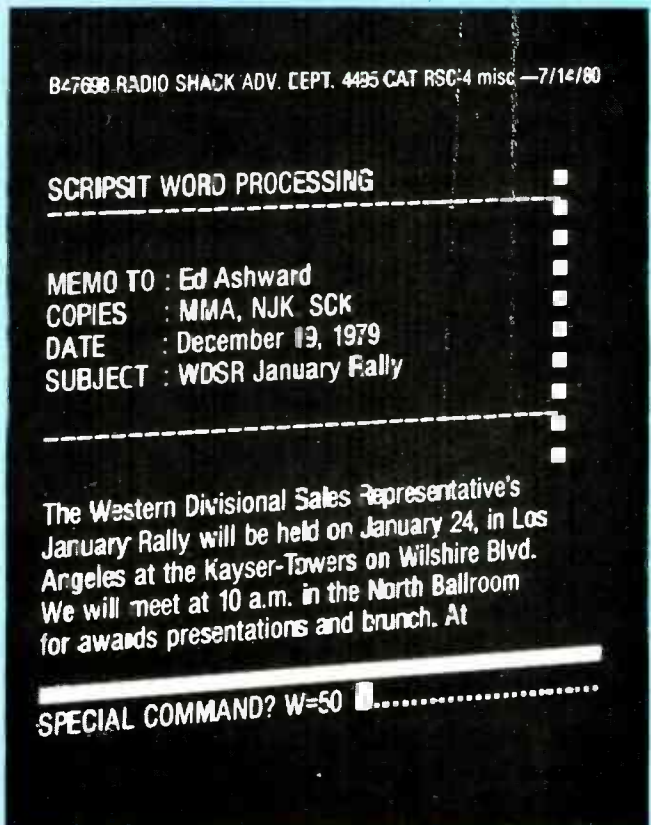 B47698 RADIO SHACK ADV. DEPT. 4495 CAT RSC-4 misc —7/14/80
SCRIPSIT WORD PROCESSING
MEMO TO : Ed Ashward
COPIES : MMA, NJK SCK
DATE : December 19, 1979
SUBJECT : WDSR January Rally
The Western Divisional Sales Representative's
January Rally will be held on January 24, in Los
Angeles at the Kayser-Towers on Wilshire Blvd.
We will meet at 10 a.m. in the North Ballroom
for awards presentations and brunch. At
SPECIAL COMMAND? W=50